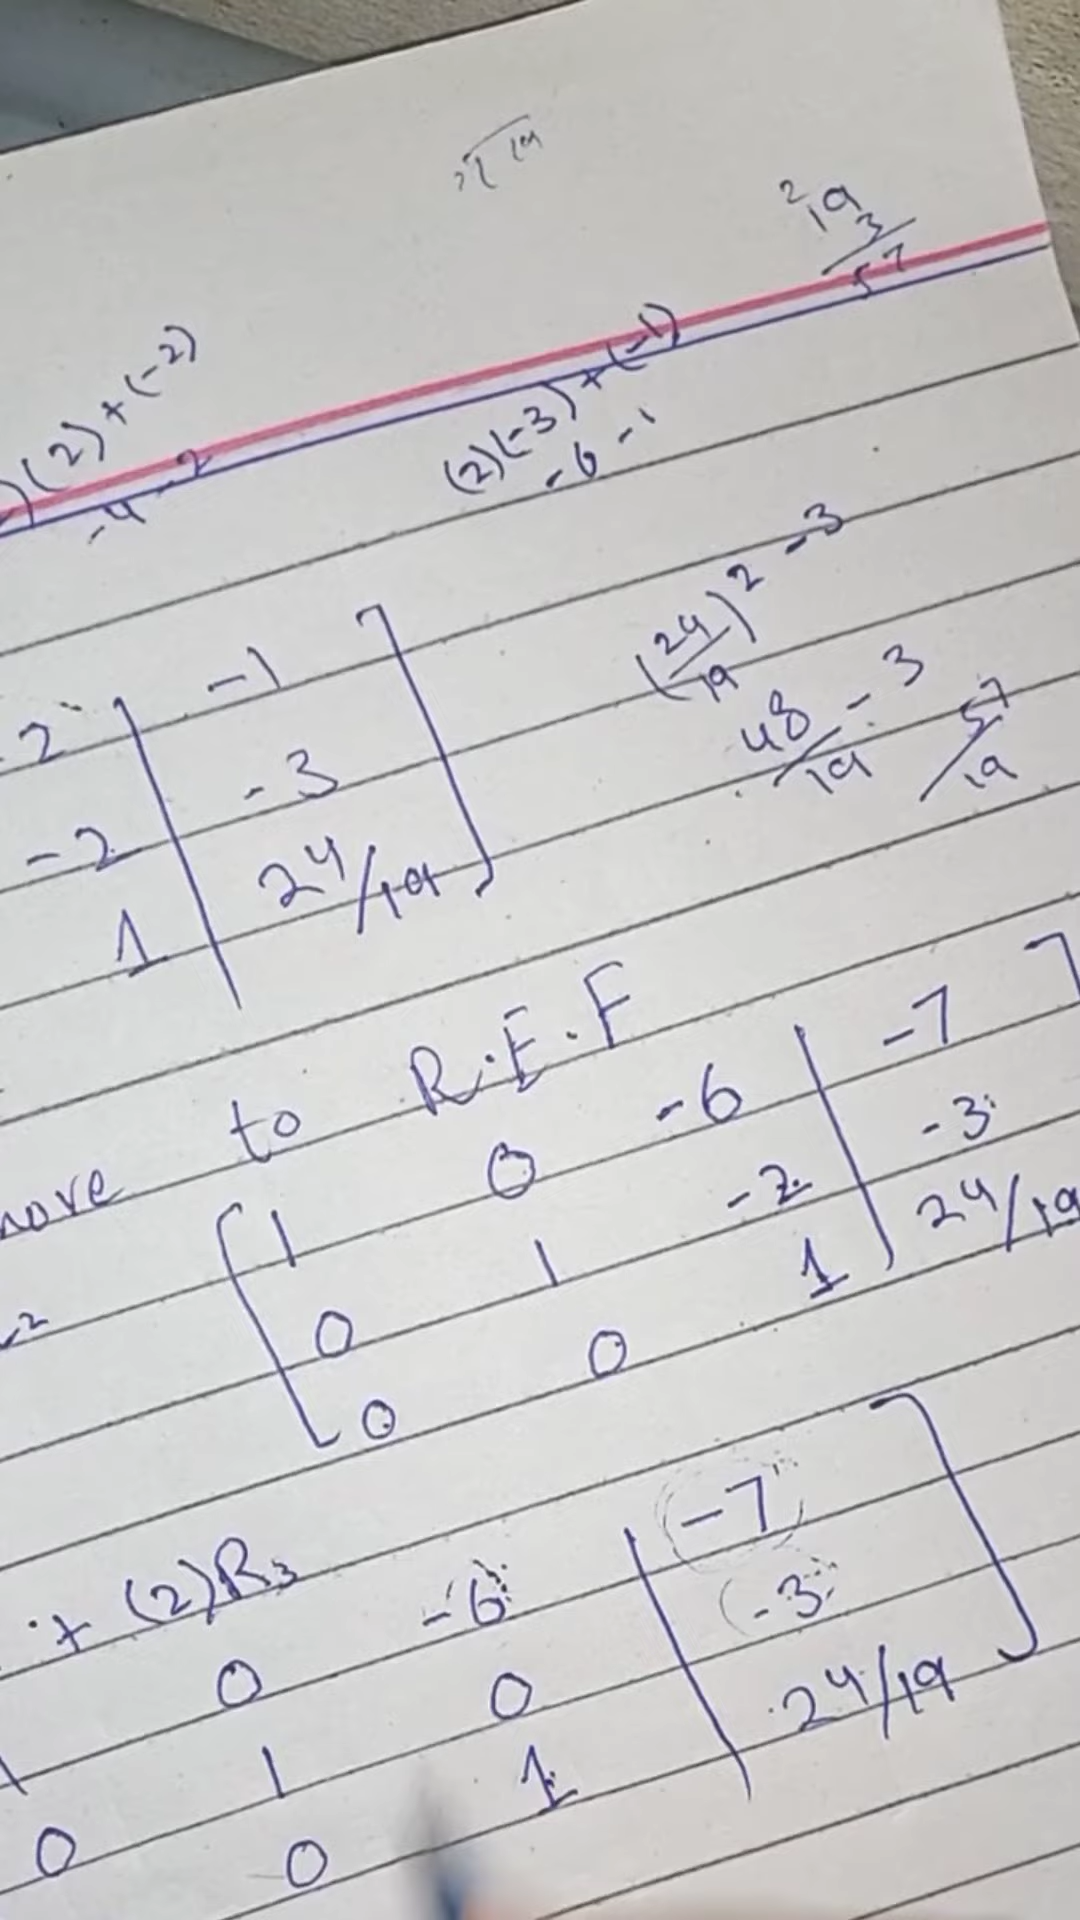 19
2
19
3
57
(2)+(-2)
-4 -2
(2)(-3)+(-1)
-6 -1
2 | -1 ]
-2 | -3
1 | 24/19
(24/19)2 -3
48/19 - 3
57/19
to R.E.F
[ 1 0 -6 | -7 ]
0 1 -2 | -3
0 0 1 | 24/19
+ (2)R3
0 -6 | -7 ]
1 0 | -3
0 0 1 | 24/19